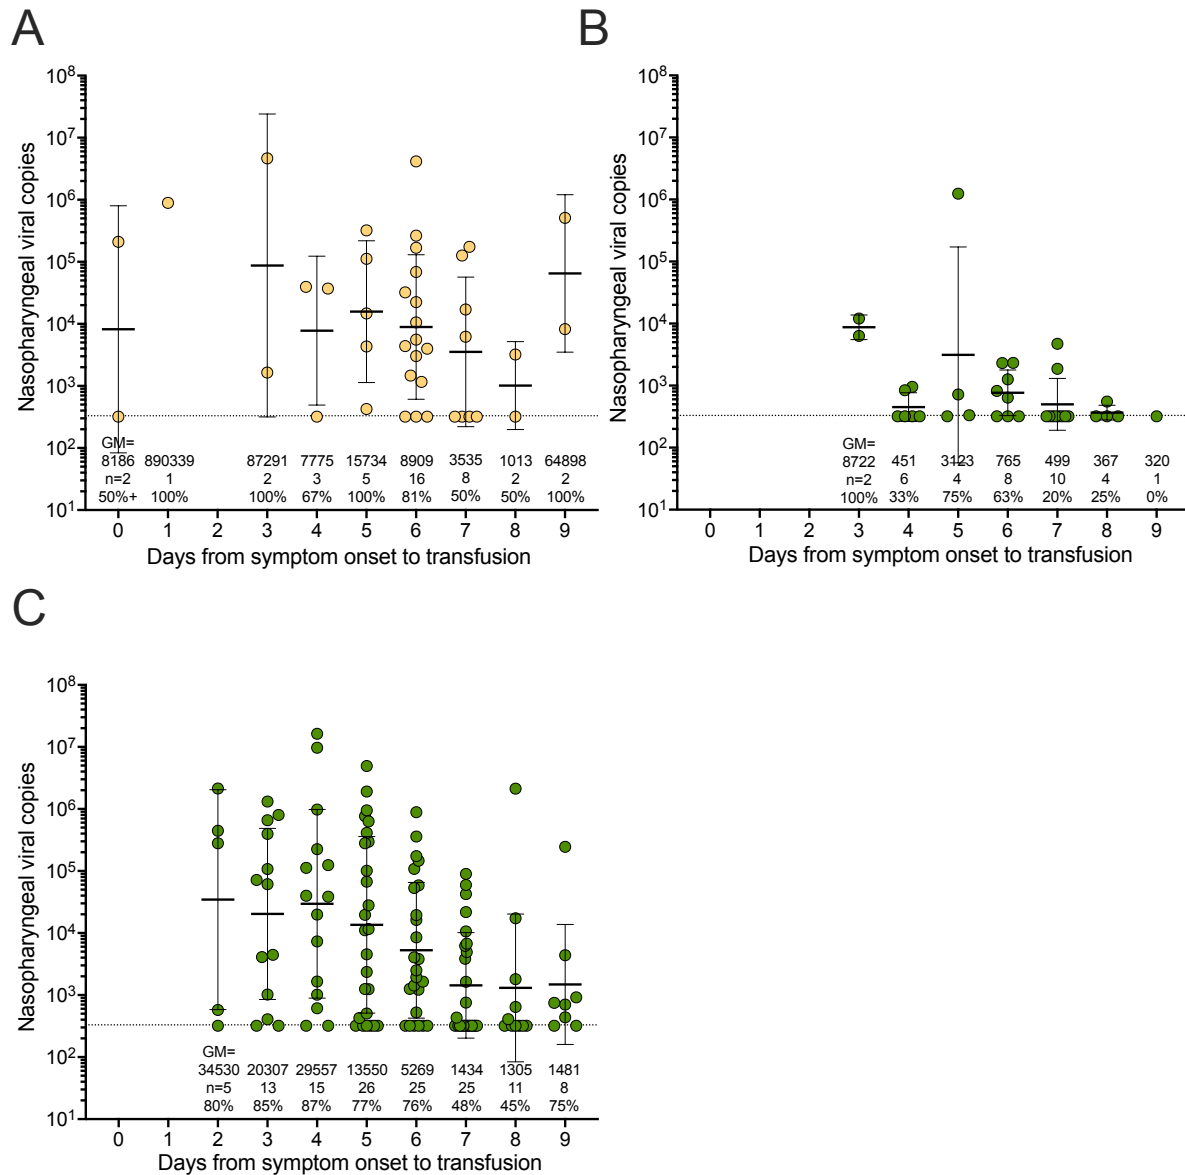 A
Nasopharyngeal viral copies
10⁸
10⁷
10⁶
10⁵
10⁴
10³
10²
10¹
GM=
8186 890339 87291 7775 15734 8909 3535 1013 64898
n=2 1 2 3 5 16 8 2 2
50%+ 100% 100% 67% 100% 81% 50% 50% 100%
0 1 2 3 4 5 6 7 8 9
Days from symptom onset to transfusion
B
Nasopharyngeal viral copies
10⁸
10⁷
10⁶
10⁵
10⁴
10³
10²
10¹
GM=
8722 451 3123 765 499 367 320
n=2 6 4 8 10 4 1
100% 33% 75% 63% 20% 25% 0%
0 1 2 3 4 5 6 7 8 9
Days from symptom onset to transfusion
C
Nasopharyngeal viral copies
10⁸
10⁷
10⁶
10⁵
10⁴
10³
10²
10¹
GM=
34530 20307 29557 13550 5269 1434 1305 1481
n=5 13 15 26 25 25 11 8
80% 85% 87% 77% 76% 48% 45% 75%
0 1 2 3 4 5 6 7 8 9
Days from symptom onset to transfusion